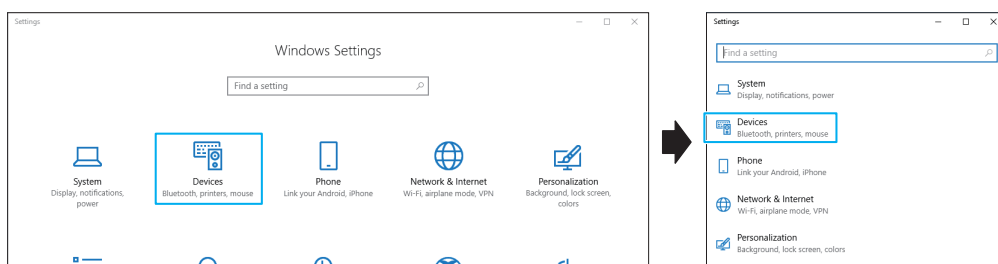 Settings
Windows Settings
Find a setting
System
Display, notifications,
power
Devices
Bluetooth, printers, mouse
Phone
Link your Android, iPhone
Network & Internet
Wi-Fi, airplane mode, VPN
Personalization
Background, lock screen,
colors
Settings
Find a setting
System
Display, notifications, power
Devices
Bluetooth, printers, mouse
Phone
Link your Android, iPhone
Network & Internet
Wi-Fi, airplane mode, VPN
Personalization
Background, lock screen, colors